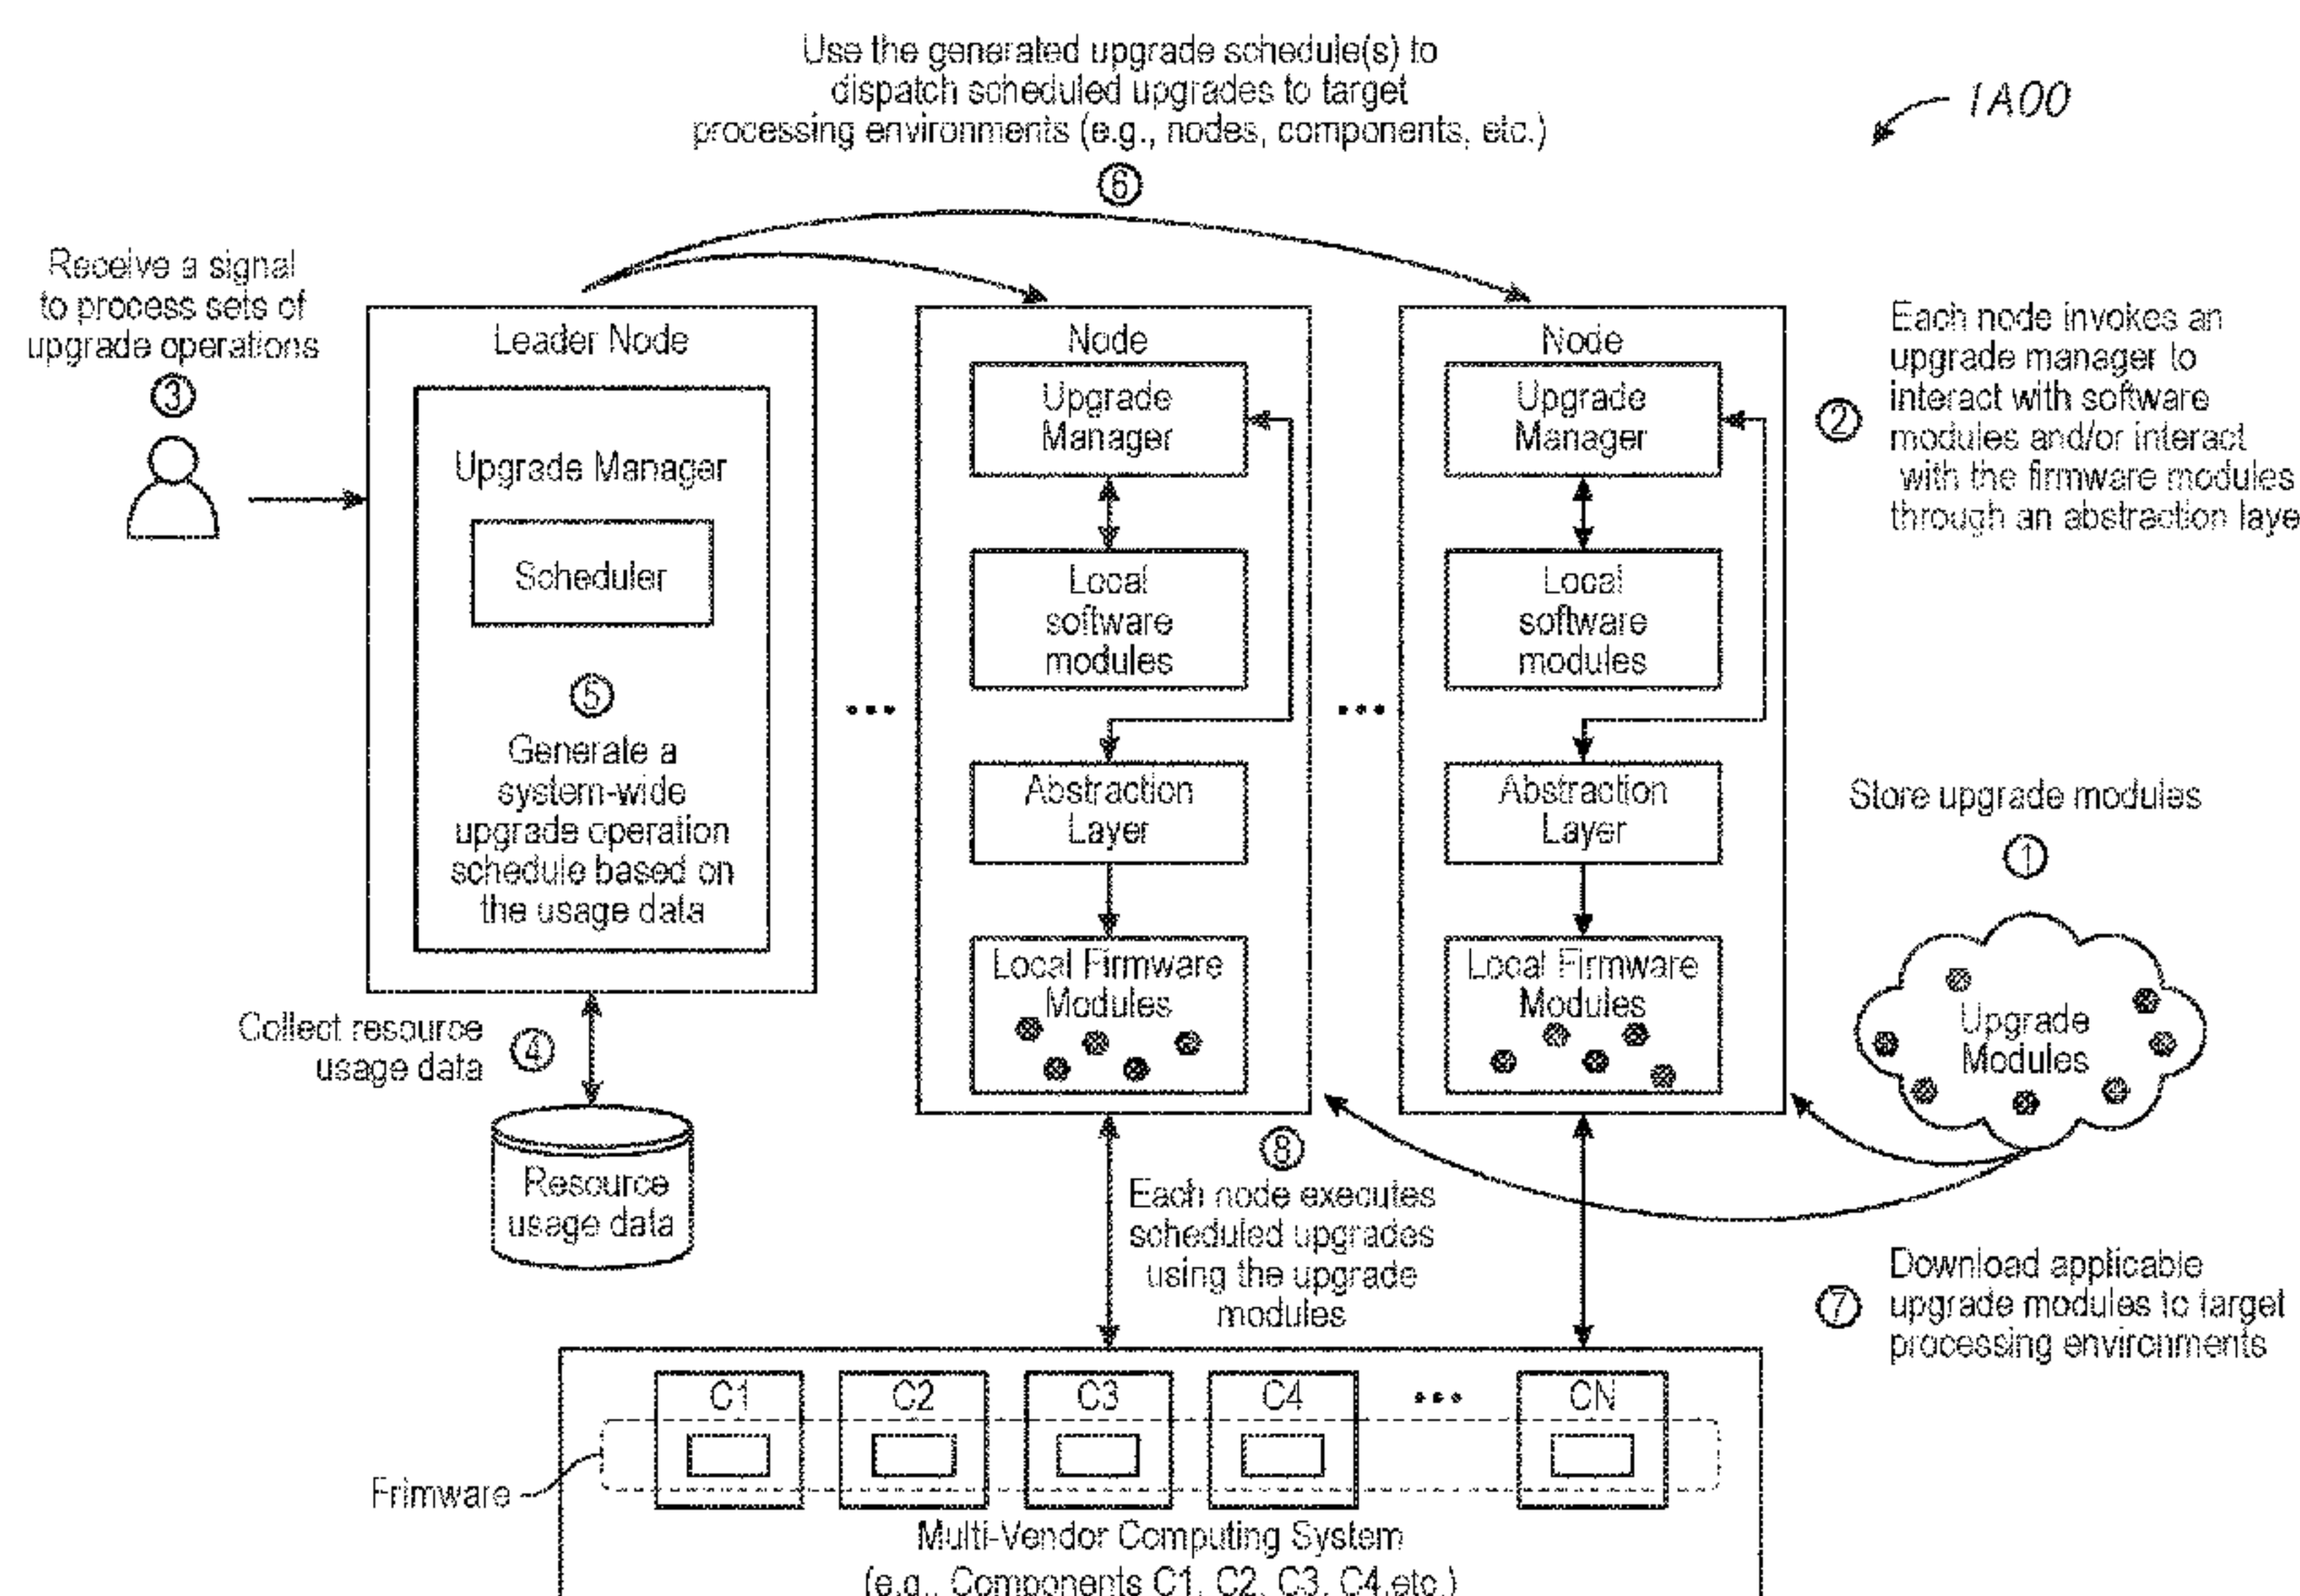 Use the generated upgrade schedule(s) to
dispatch scheduled upgrades to target
processing environments (e.g., nodes, components, etc.)
6
1A00
Receive a signal
to process sets of
upgrade operations
3
Leader Node
Upgrade Manager
Scheduler
5
Generate a
system-wide
upgrade operation
schedule based on
the usage data
Node
Upgrade
Manager
Local
software
modules
Abstraction
Layer
Local Firmware
Modules
Node
Upgrade
Manager
Local
software
modules
Abstraction
Layer
Local Firmware
Modules
2
Each node invokes an
upgrade manager to
interact with software
modules and/or interact
with the firmware modules
through an abstraction laye
Store upgrade modules
1
Upgrade
Modules
Collect resource
usage data
4
Resource
usage data
8
Each node executes
scheduled upgrades
using the upgrade
modules
7
Download applicable
upgrade modules to target
processing environments
C1 C2 C3 C4 ••• CN
Frimware
Multi-Vendor Computing System
(e.g., Components C1, C2, C3, C4,etc.)